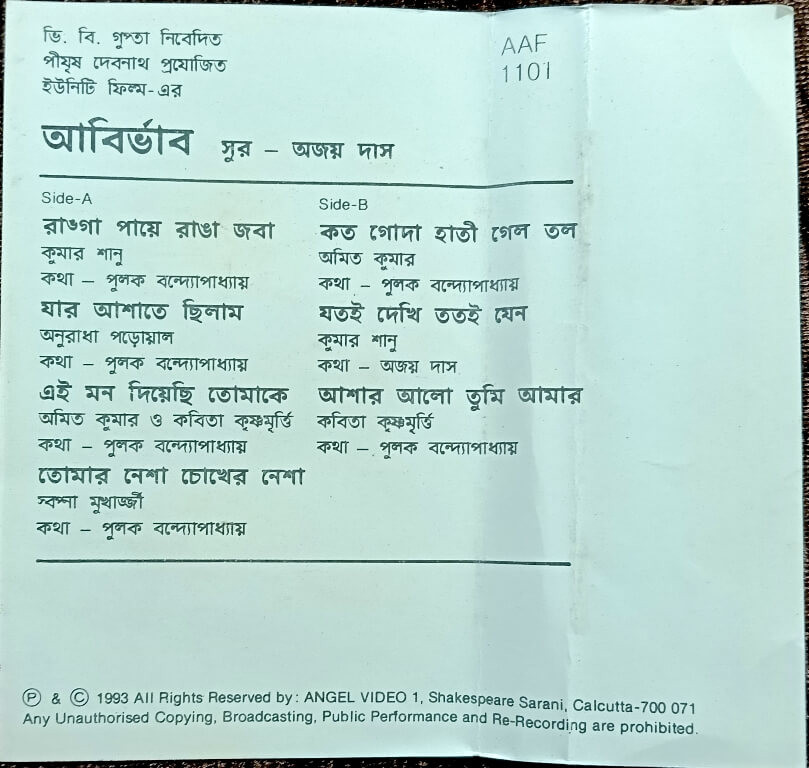 ভি. বি. গুপ্তা নিবেদিত
পীযূষ দেবনাথ প্রযোজিত
ইউনিটি ফিল্ম-এর
AAF
1101
আবির্ভাব সুর – অজয় দাস
Side-A
রাঙ্গা পায়ে রাঙা জবা
কুমার শানু
কথা – পুলক বন্দ্যোপাধ্যায়
যার আশাতে ছিলাম
অনুরাধা পড়োয়াল
কথা – পুলক বন্দ্যোপাধ্যায়
এই মন দিয়েছি তোমাকে
অমিত কুমার ও কবিতা কৃষ্ণমূর্ত্তি
কথা – পুলক বন্দ্যোপাধ্যায়
তোমার নেশা চোখের নেশা
স্বপ্না মুখার্জ্জী
কথা – পুলক বন্দ্যোপাধ্যায়
Side-B
কত গোদা হাতী গেল তল
অমিত কুমার
কথা – পুলক বন্দ্যোপাধ্যায়
যতই দেখি ততই যেন
কুমার শানু
কথা – অজয় দাস
আশার আলো তুমি আমার
কবিতা কৃষ্ণমূর্ত্তি
কথা – পুলক বন্দ্যোপাধ্যায়
Ⓟ & © 1993 All Rights Reserved by: ANGEL VIDEO 1, Shakespeare Sarani, Calcutta-700 071
Any Unauthorised Copying, Broadcasting, Public Performance and Re-Recording are prohibited.